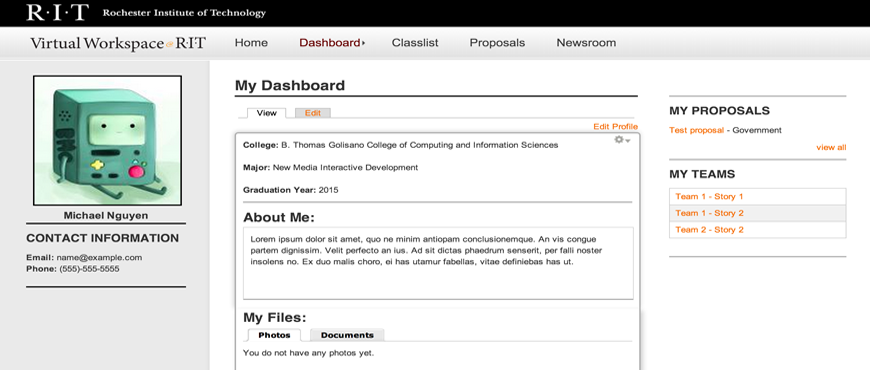 R·I·T Rochester Institute of Technology
Virtual Workspace @ R·I·T
Home Dashboard Classlist Proposals Newsroom
Michael Nguyen
CONTACT INFORMATION
Email: name@example.com
Phone: (555)-555-5555
My Dashboard
View Edit
Edit Profile
College: B. Thomas Golisano College of Computing and Information Sciences
Major: New Media Interactive Development
Graduation Year: 2015
About Me:
Lorem ipsum dolor sit amet, quo ne minim antiopam conclusionemque. An vis congue
partem dignissim. Velit perfecto an ius. Ad sit dictas phaedrum senserit, per falli noster
insolens no. Ex duo malis choro, ei has utamur fabellas, vitae definiebas has ut.
My Files:
Photos Documents
You do not have any photos yet.
MY PROPOSALS
Test proposal - Government
view all
MY TEAMS
Team 1 - Story 1
Team 1 - Story 2
Team 2 - Story 2